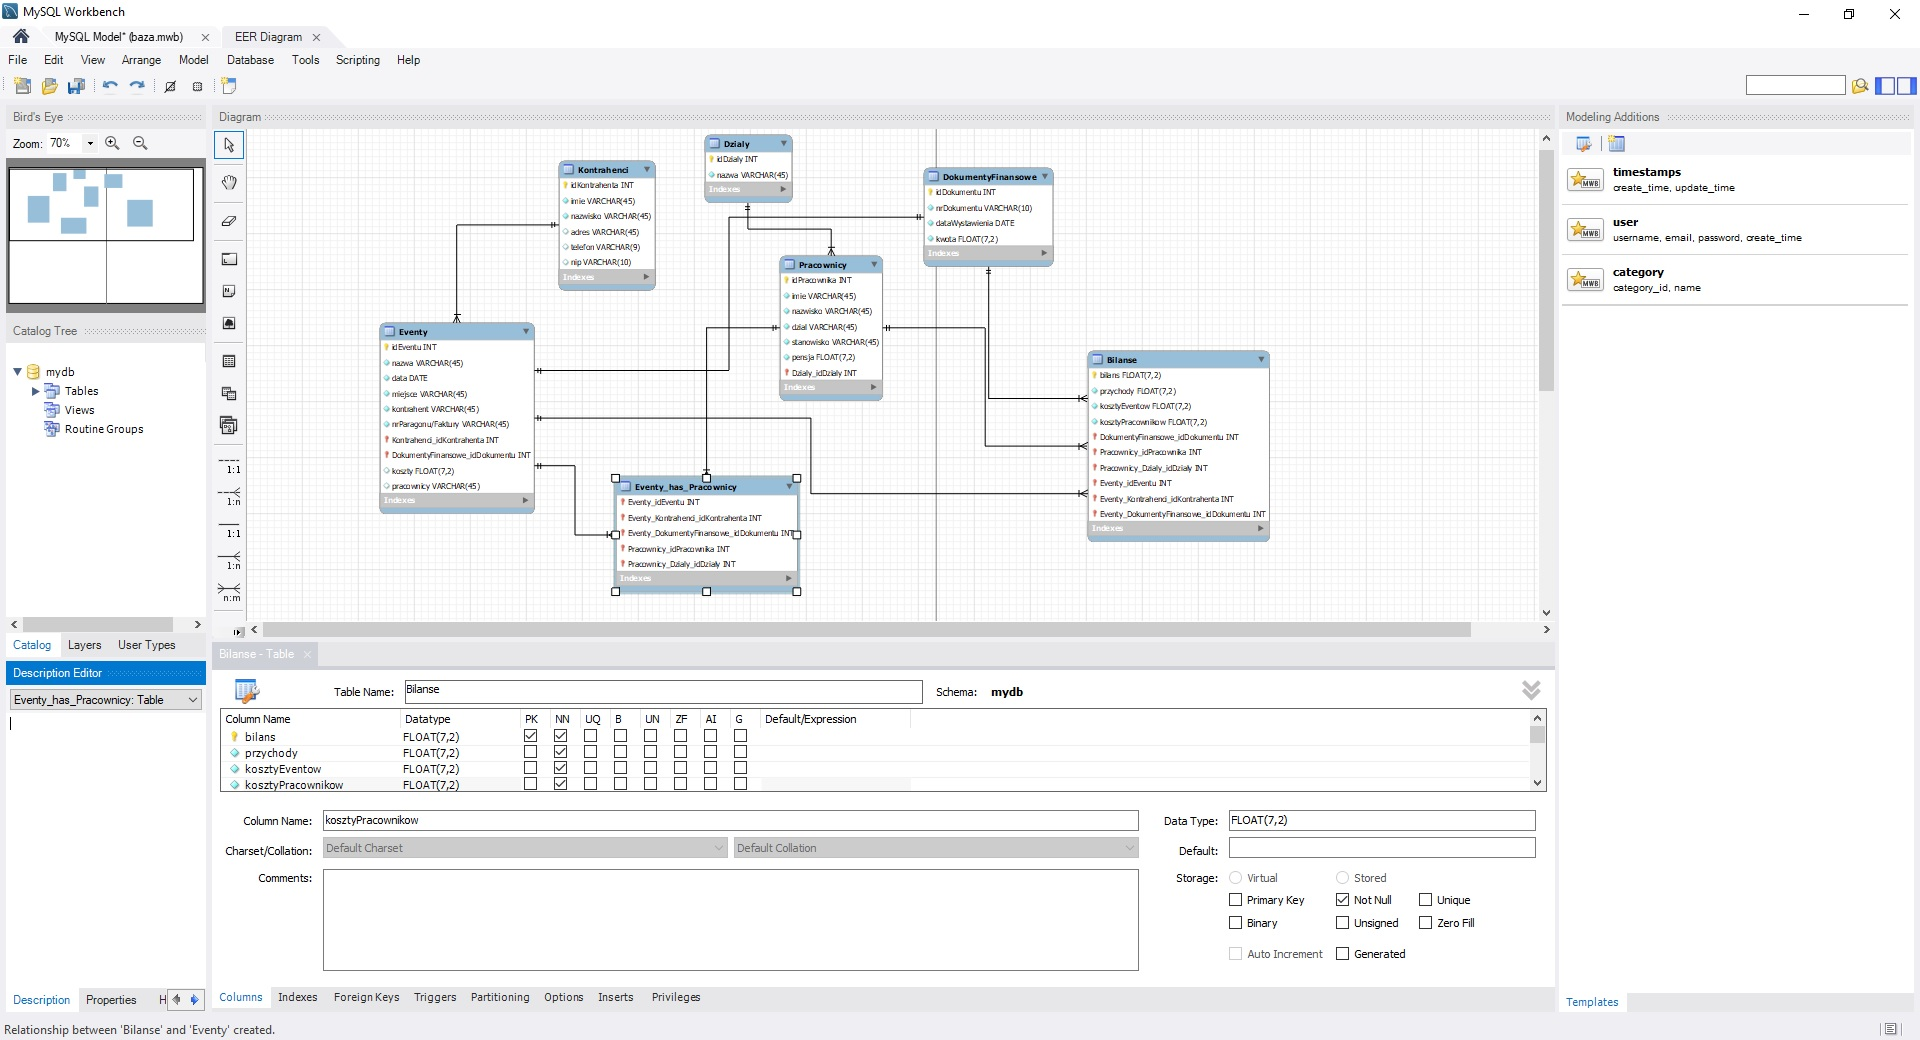 MySQL Workbench
MySQL Model* (baza.mwb)
EER Diagram
File Edit View Arrange Model Database Tools Scripting Help
Bird's Eye
Zoom: 70%
Catalog Tree
mydb
Tables
Views
Routine Groups
Catalog Layers User Types
Description Editor
Eventy_has_Pracownicy: Table
Description Properties H
Diagram
1:1
1:n
1:1
1:n
n:m
Kontrahenci
idKontrahenta INT
imie VARCHAR(45)
nazwisko VARCHAR(45)
adres VARCHAR(45)
telefon VARCHAR(9)
nip VARCHAR(10)
Indexes
Dzialy
idDzialy INT
nazwa VARCHAR(45)
Indexes
DokumentyFinansowe
idDokumentu INT
nrDokumentu VARCHAR(10)
dataWystawienia DATE
kwota FLOAT(7,2)
Indexes
Pracownicy
idPracownika INT
imie VARCHAR(45)
nazwisko VARCHAR(45)
dzial VARCHAR(45)
stanowisko VARCHAR(45)
pensja FLOAT(7,2)
Dzialy_idDzialy INT
Indexes
Eventy
idEventu INT
nazwa VARCHAR(45)
data DATE
miejsce VARCHAR(45)
kontrahent VARCHAR(45)
nrParagonu/Faktury VARCHAR(45)
Kontrahenci_idKontrahenta INT
DokumentyFinansowe_idDokumentu INT
koszty FLOAT(7,2)
pracownicy VARCHAR(45)
Indexes
Bilanse
bilans FLOAT(7,2)
przychody FLOAT(7,2)
kosztyEventow FLOAT(7,2)
kosztyPracownikow FLOAT(7,2)
DokumentyFinansowe_idDokumentu INT
Pracownicy_idPracownika INT
Pracownicy_Dzialy_idDzialy INT
Eventy_idEventu INT
Eventy_Kontrahenci_idKontrahenta INT
Eventy_DokumentyFinansowe_idDokumentu INT
Indexes
Eventy_has_Pracownicy
Eventy_idEventu INT
Eventy_Kontrahenci_idKontrahenta INT
Eventy_DokumentyFinansowe_idDokumentu INT
Pracownicy_idPracownika INT
Pracownicy_Dzialy_idDzialy INT
Indexes
Bilanse - Table
Table Name: Bilanse Schema: mydb
Column Name Datatype PK NN UQ B UN ZF AI G Default/Expression
bilans FLOAT(7,2)
przychody FLOAT(7,2)
kosztyEventow FLOAT(7,2)
kosztyPracownikow FLOAT(7,2)
Column Name: kosztyPracownikow Data Type: FLOAT(7,2)
Charset/Collation: Default Charset Default Collation Default:
Comments: Storage: Virtual Stored
Primary Key Not Null Unique
Binary Unsigned Zero Fill
Auto Increment Generated
Columns Indexes Foreign Keys Triggers Partitioning Options Inserts Privileges
Modeling Additions
MWB
timestamps
create_time, update_time
MWB
user
username, email, password, create_time
MWB
category
category_id, name
Templates
Relationship between 'Bilanse' and 'Eventy' created.